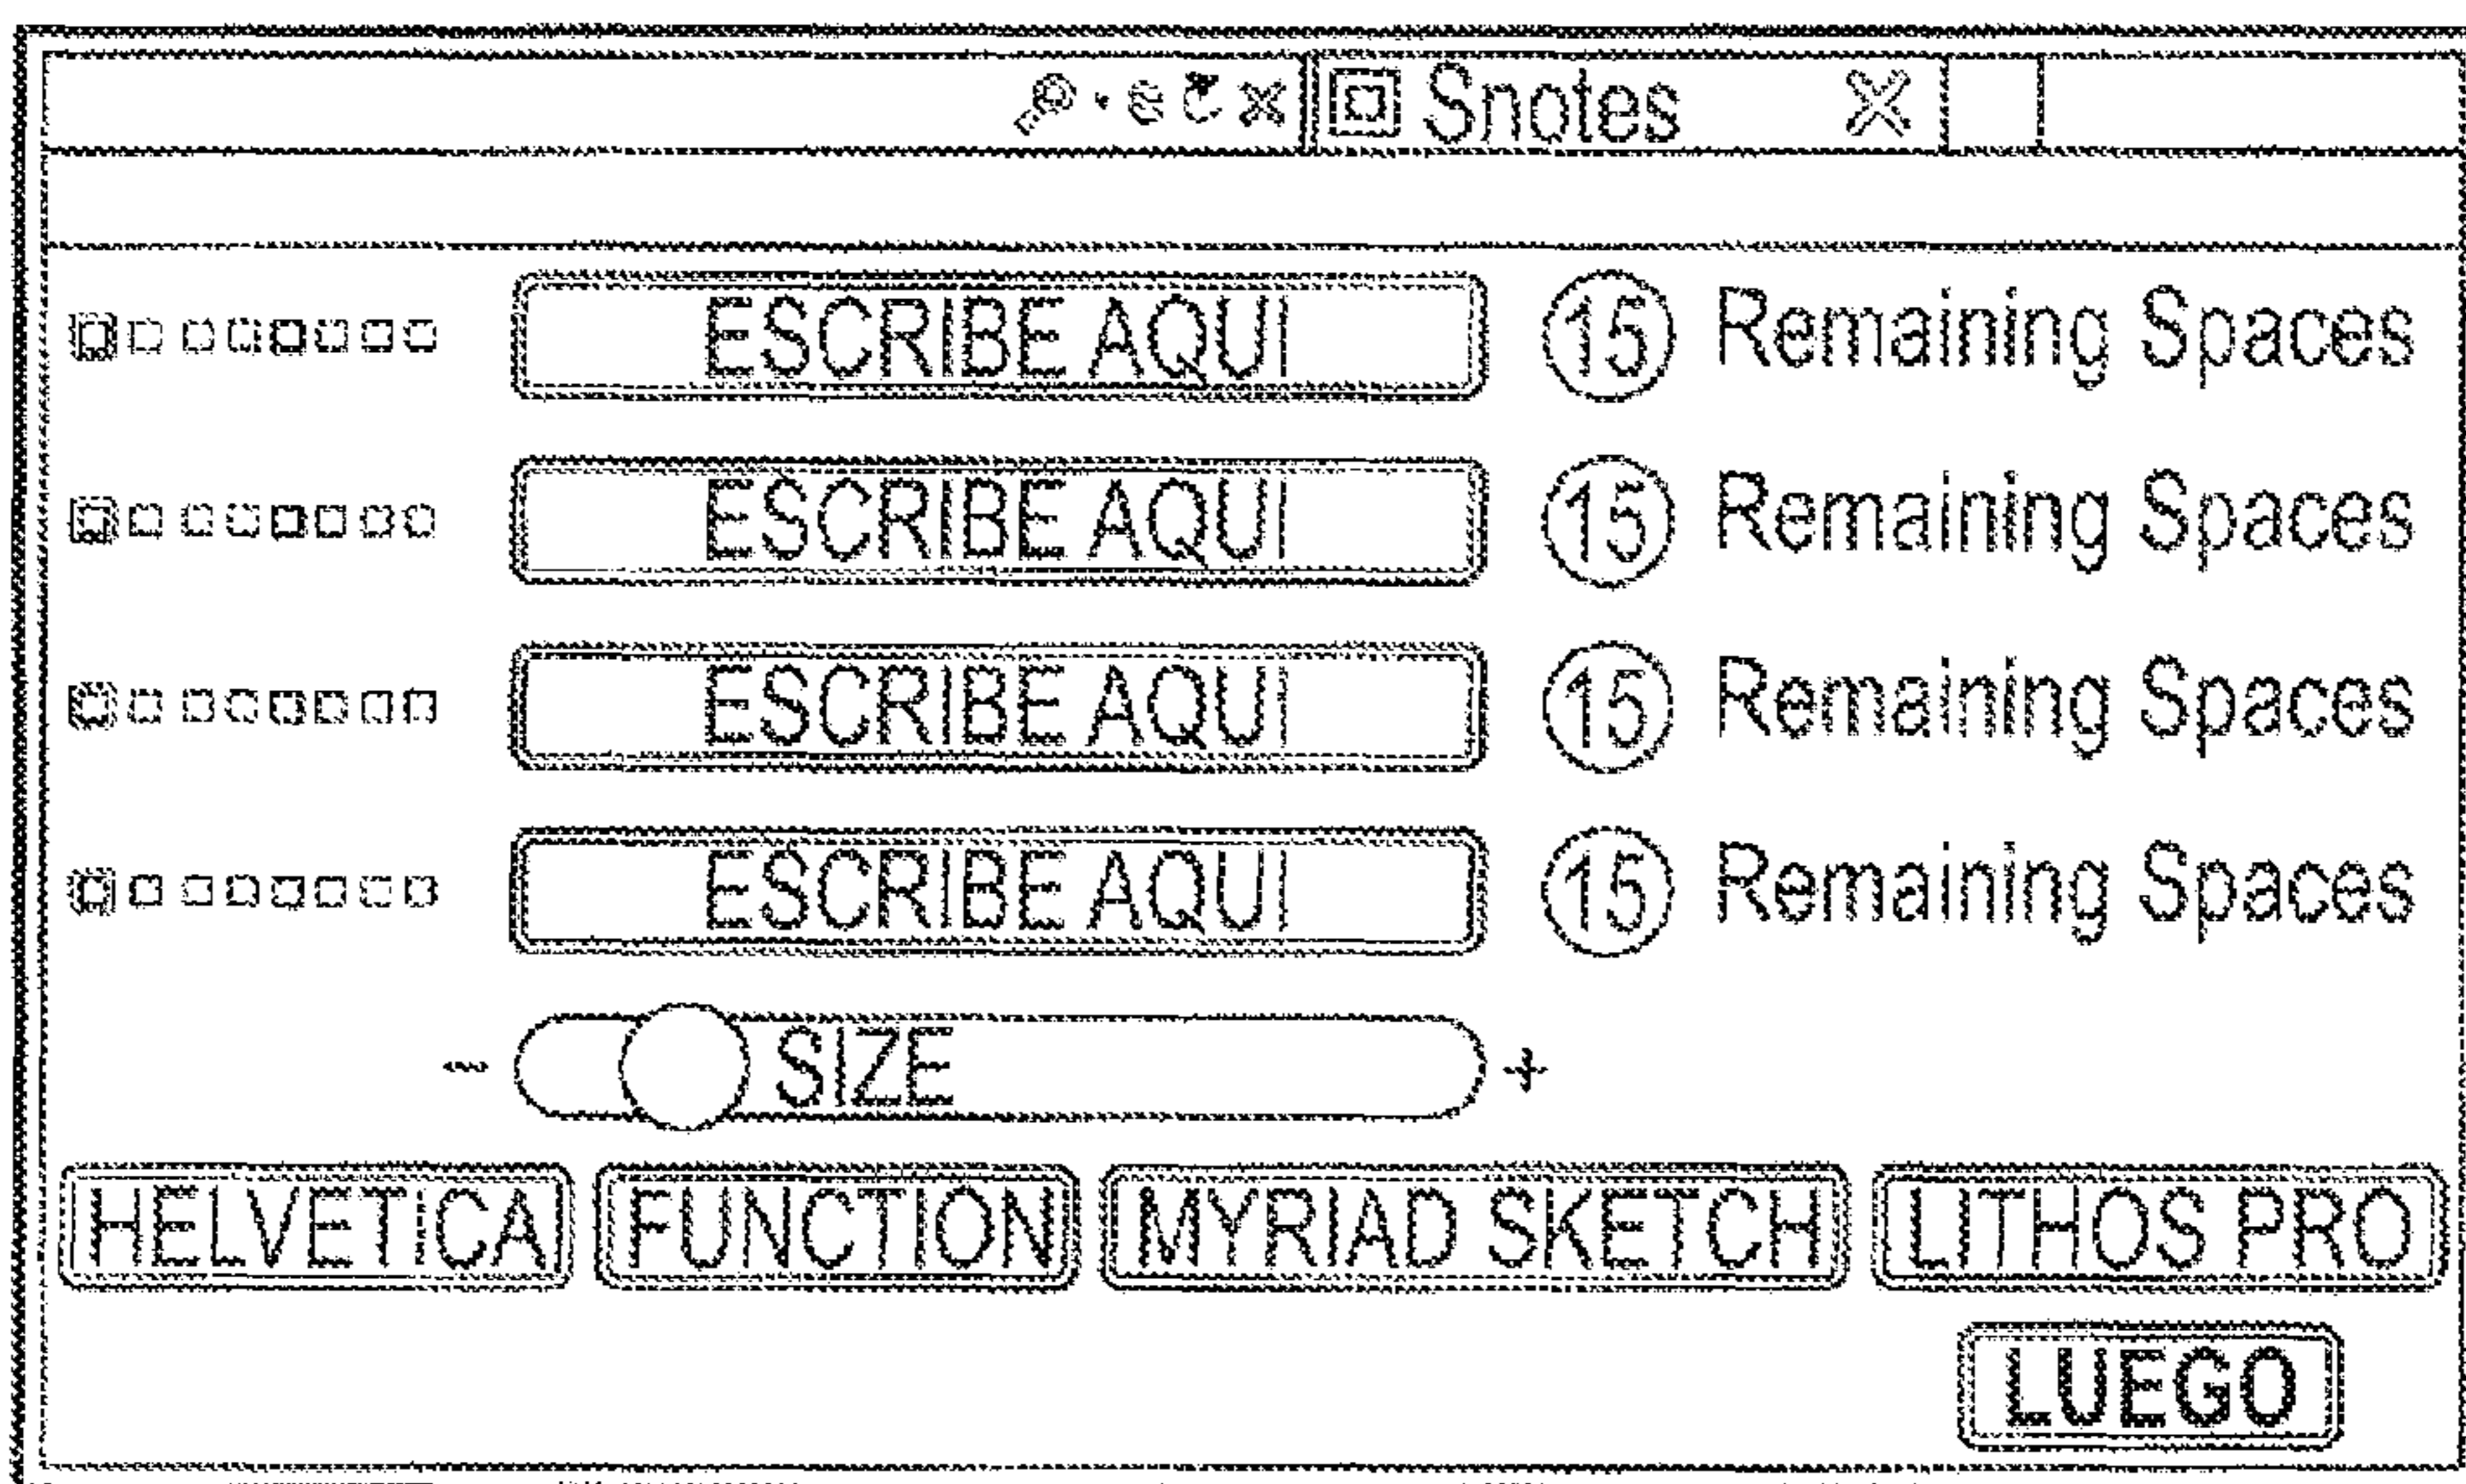 Snotes
ESCRIBE AQUI 15 Remaining Spaces
ESCRIBE AQUI 15 Remaining Spaces
ESCRIBE AQUI 15 Remaining Spaces
ESCRIBE AQUI 15 Remaining Spaces
- SIZE +
HELVETICA FUNCTION MYRIAD SKETCH LITHOS PRO
LUEGO